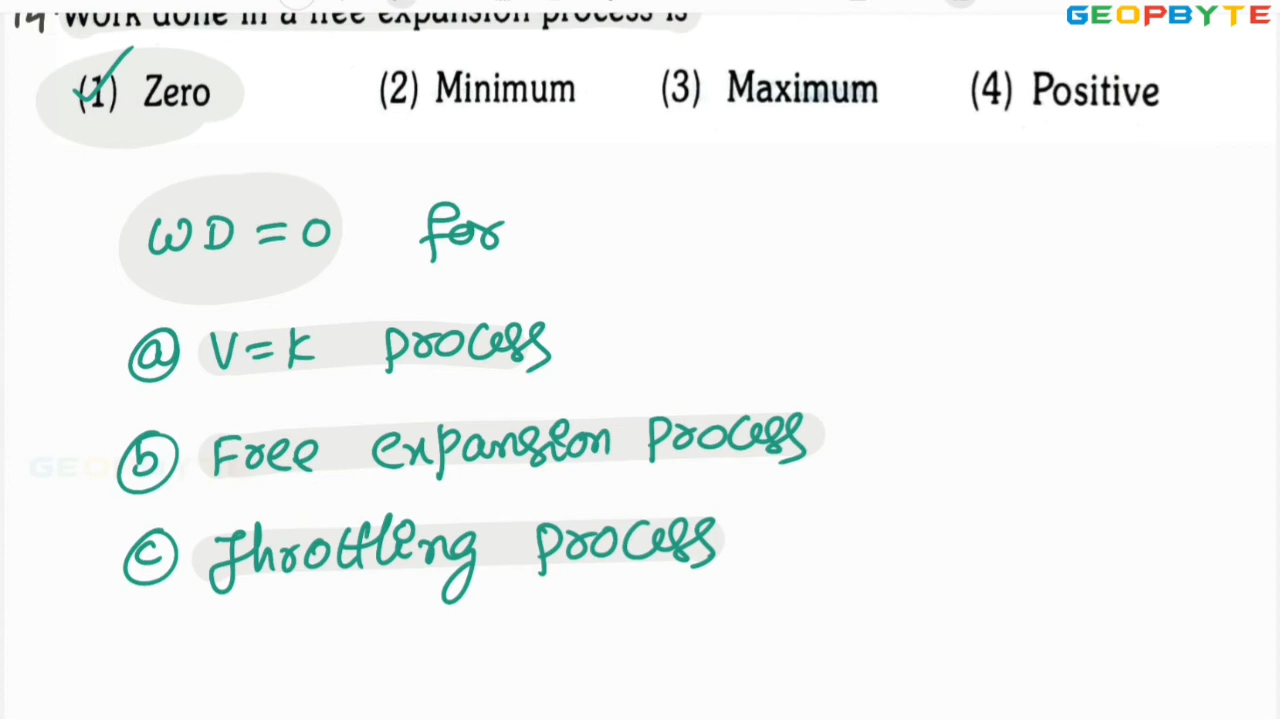 GEOPBYTE
14. Work done in a free expansion process is
(1) Zero (2) Minimum (3) Maximum (4) Positive
WD = 0 for
(a) V = K process
(b) Free expansion process
(c) Throttling process